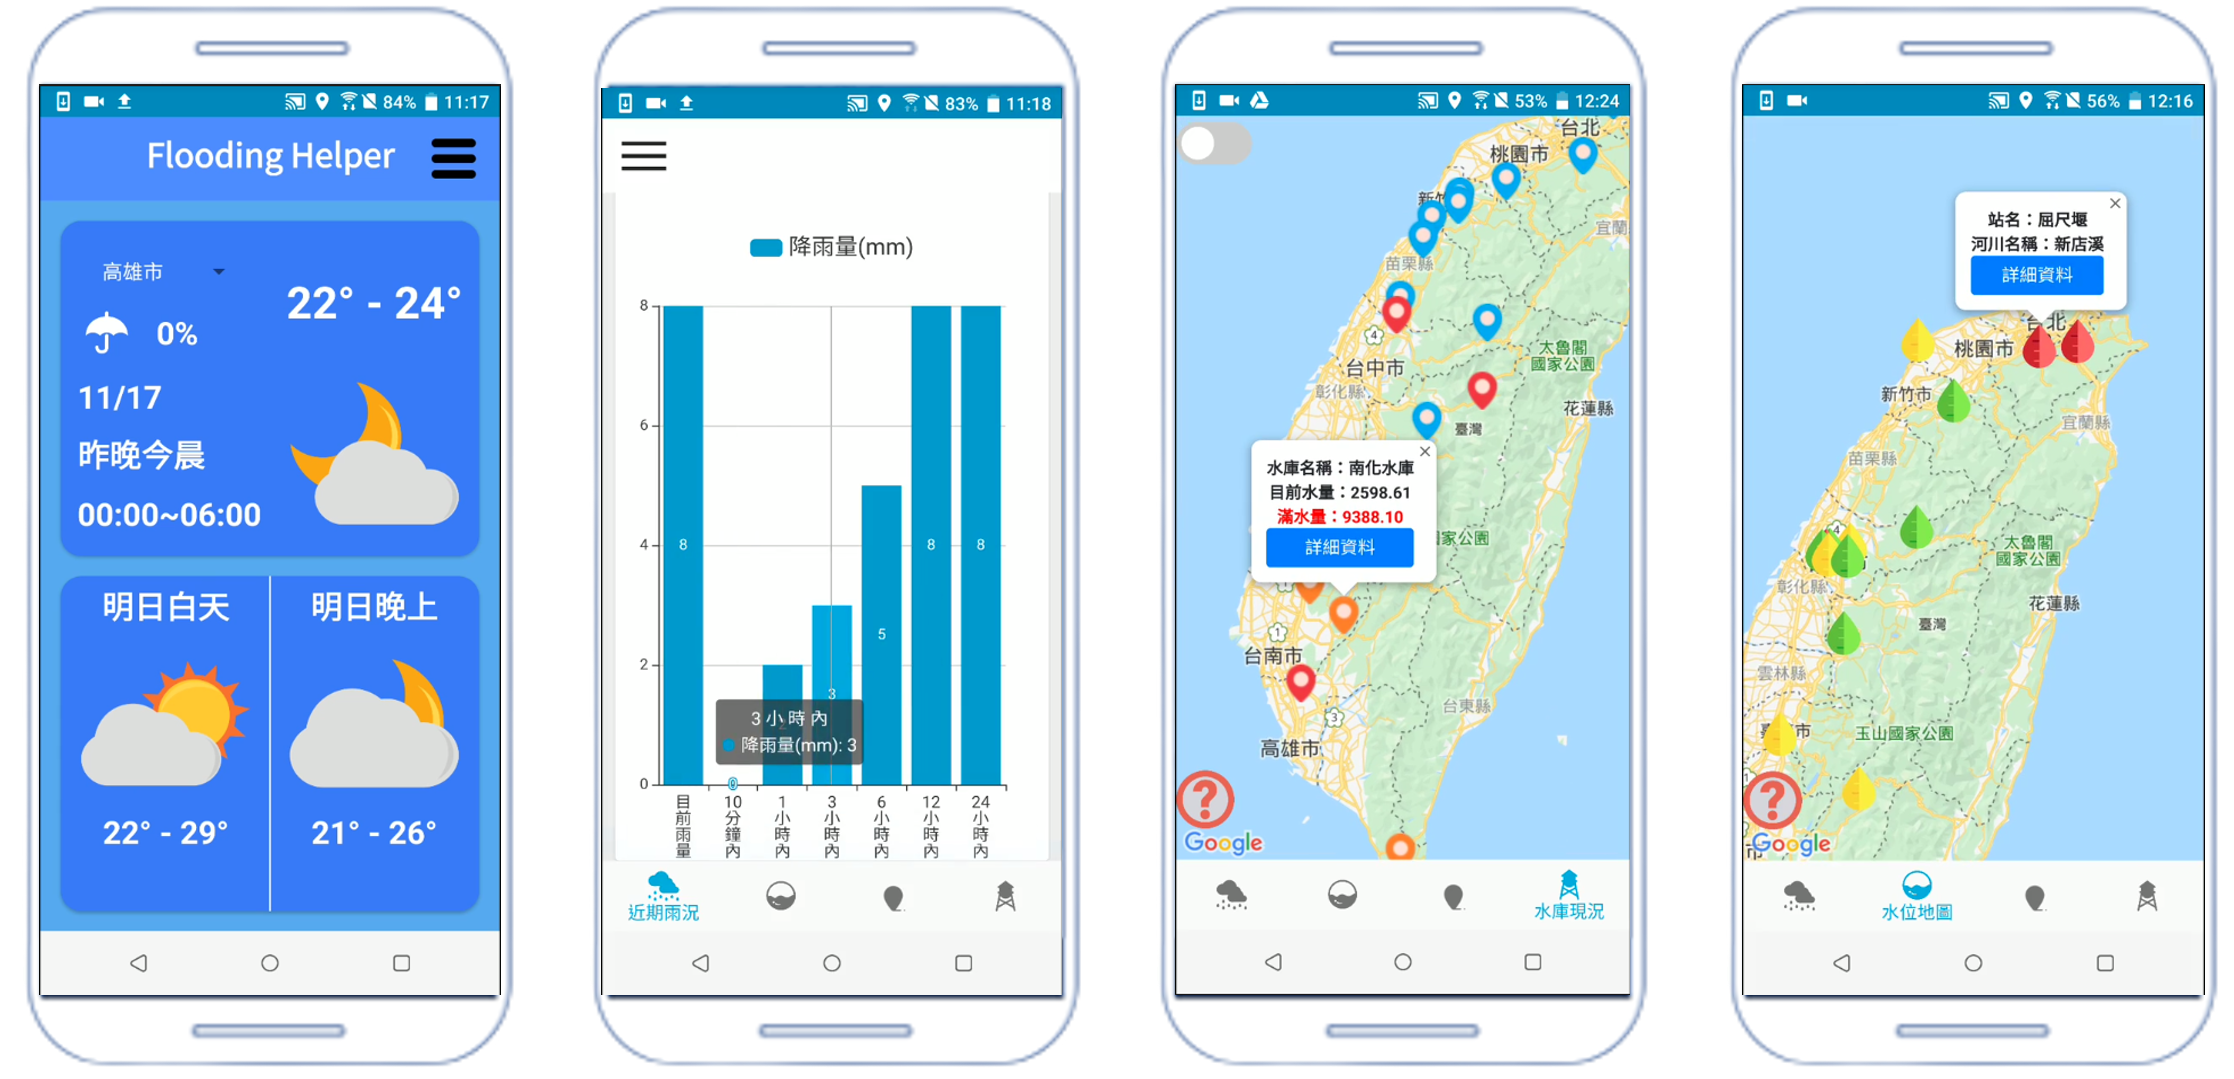 84% 11:17
Flooding Helper
高雄市
22° - 24°
0%
11/17
昨晚今晨
00:00~06:00
明日白天
明日晚上
22° - 29°
21° - 26°
83% 11:18
降雨量(mm)
8
6
4
2
0
8
0
3
5
8
8
3小時內
降雨量(mm): 3
目前雨量
10分鐘內
1小時內
3小時內
6小時內
12小時內
24小時內
近期雨況
53% 12:24
台北
桃園市
新竹
宜蘭
苗栗縣
4
台中市
太魯閣
國家公園
彰化縣
花蓮縣
臺灣
水庫名稱：南化水庫
目前水量：2598.61
滿水量：9388.10
詳細資料
家公園
1
台南市
台東縣
3
高雄市
?
Google
水庫現況
56% 12:16
站名：屈尺堰
河川名稱：新店溪
詳細資料
台北
桃園市
新竹市
宜蘭縣
苗栗縣
4
太魯閣
國家公園
彰化縣
花蓮縣
臺灣
雲林縣
市
玉山國家公園
1
?
Google
市
水位地圖